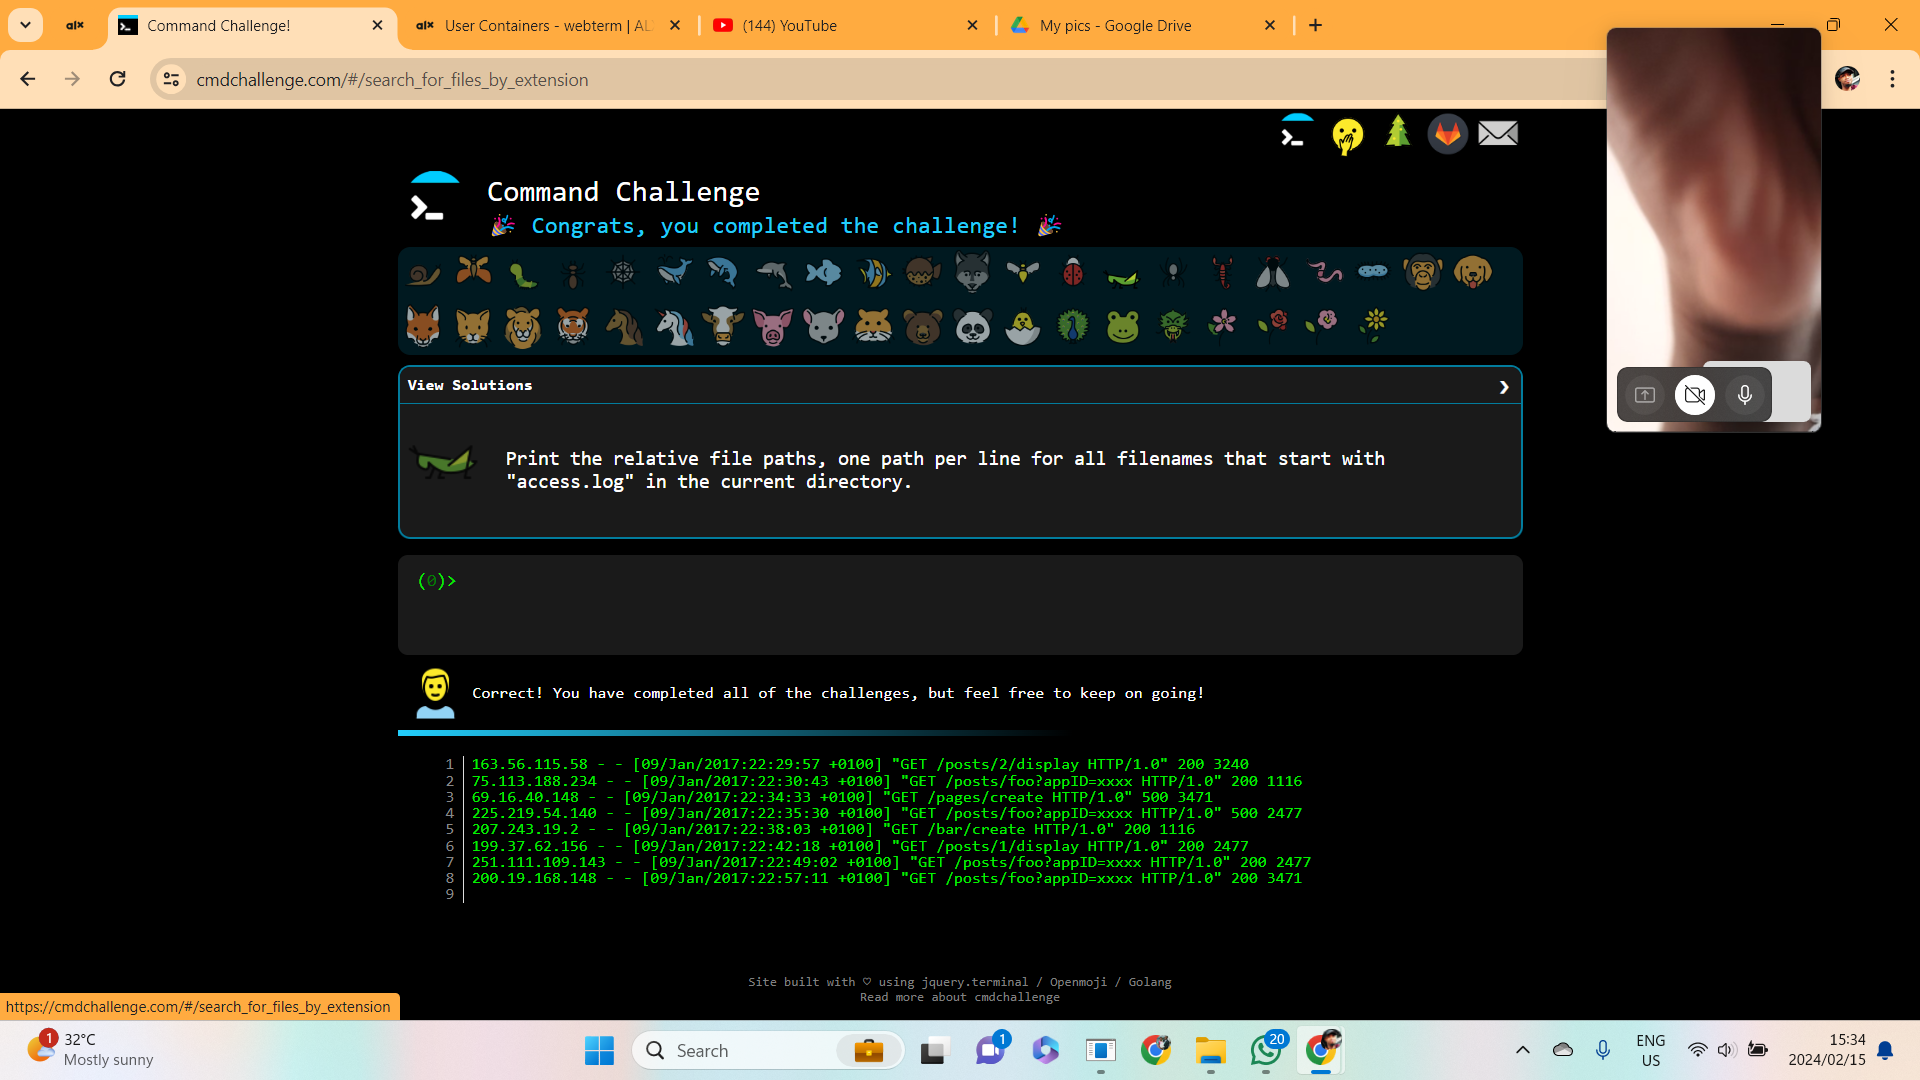 alx
Command Challenge!
alx User Containers - webterm | AL
(144) YouTube
My pics - Google Drive
cmdchallenge.com/#/search_for_files_by_extension
Command Challenge
🎉 Congrats, you completed the challenge! 🎉
View Solutions
Print the relative file paths, one path per line for all filenames that start with
"access.log" in the current directory.
(0)>
Correct! You have completed all of the challenges, but feel free to keep on going!
1 163.56.115.58 - - [09/Jan/2017:22:29:57 +0100] "GET /posts/2/display HTTP/1.0" 200 3240
2 75.113.188.234 - - [09/Jan/2017:22:30:43 +0100] "GET /posts/foo?appID=xxxx HTTP/1.0" 200 1116
3 69.16.40.148 - - [09/Jan/2017:22:34:33 +0100] "GET /pages/create HTTP/1.0" 500 3471
4 225.219.54.140 - - [09/Jan/2017:22:35:30 +0100] "GET /posts/foo?appID=xxxx HTTP/1.0" 500 2477
5 207.243.19.2 - - [09/Jan/2017:22:38:03 +0100] "GET /bar/create HTTP/1.0" 200 1116
6 199.37.62.156 - - [09/Jan/2017:22:42:18 +0100] "GET /posts/1/display HTTP/1.0" 200 2477
7 251.111.109.143 - - [09/Jan/2017:22:49:02 +0100] "GET /posts/foo?appID=xxxx HTTP/1.0" 200 2477
8 200.19.168.148 - - [09/Jan/2017:22:57:11 +0100] "GET /posts/foo?appID=xxxx HTTP/1.0" 200 3471
9
Site built with ♡ using jquery.terminal / Openmoji / Golang
Read more about cmdchallenge
https://cmdchallenge.com/#/search_for_files_by_extension
1
32°C
Mostly sunny
Search
1
20
ENG
US
15:34
2024/02/15